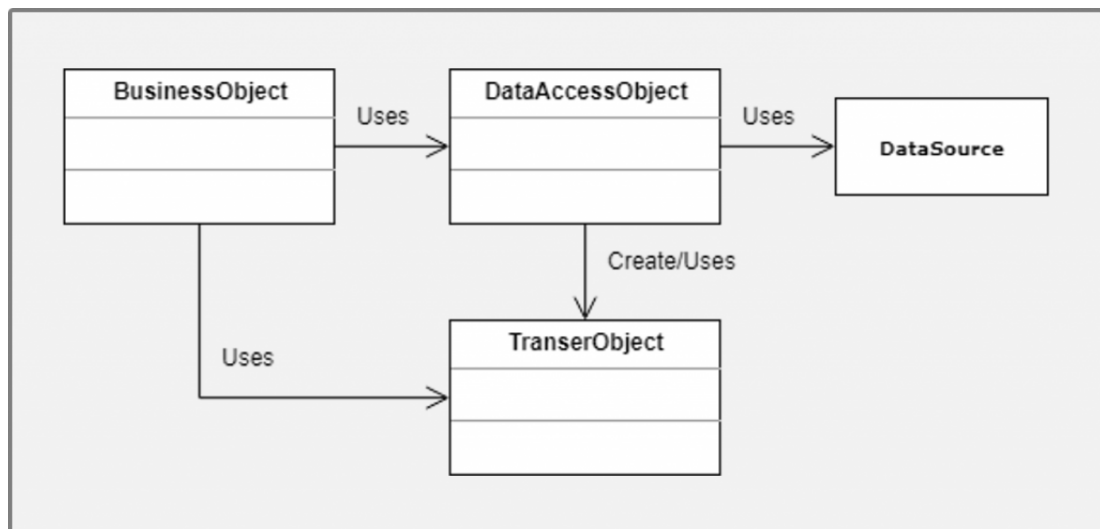 BusinessObject
Uses
DataAccessObject
Uses
DataSource
Create/Uses
Uses
TranserObject